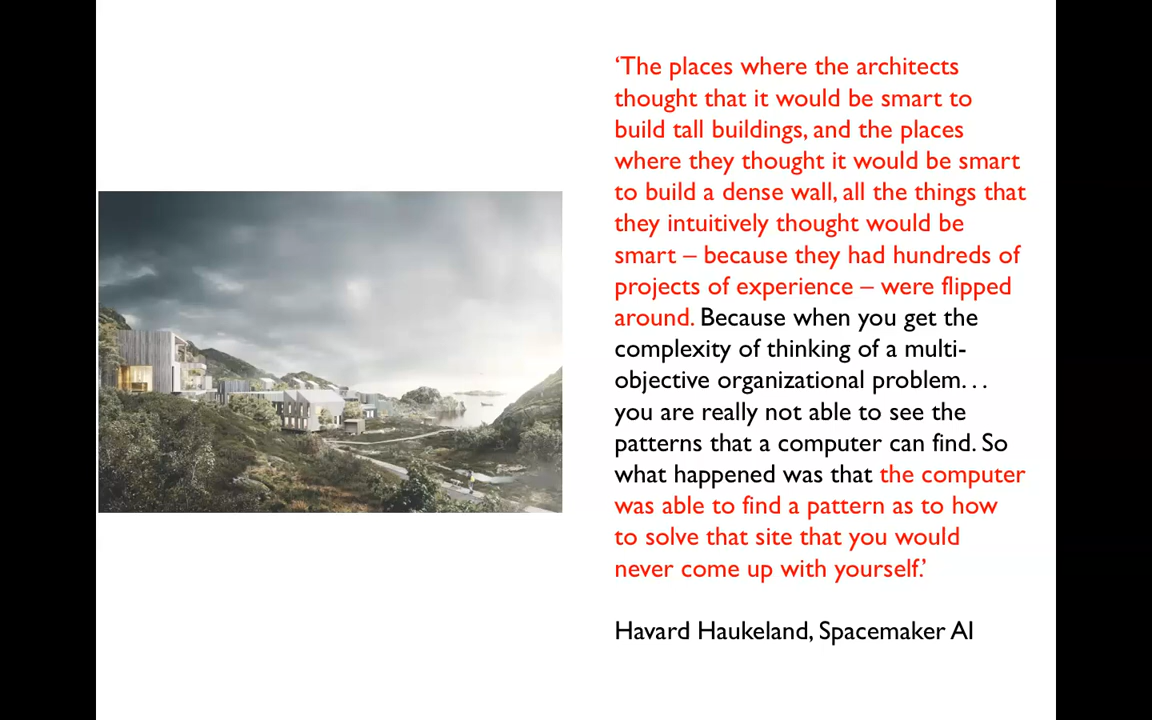 ‘The places where the architects
thought that it would be smart to
build tall buildings, and the places
where they thought it would be smart
to build a dense wall, all the things that
they intuitively thought would be
smart – because they had hundreds of
projects of experience – were flipped
around. Because when you get the
complexity of thinking of a multi-
objective organizational problem. . .
you are really not able to see the
patterns that a computer can find. So
what happened was that the computer
was able to find a pattern as to how
to solve that site that you would
never come up with yourself.’
Havard Haukeland, Spacemaker AI